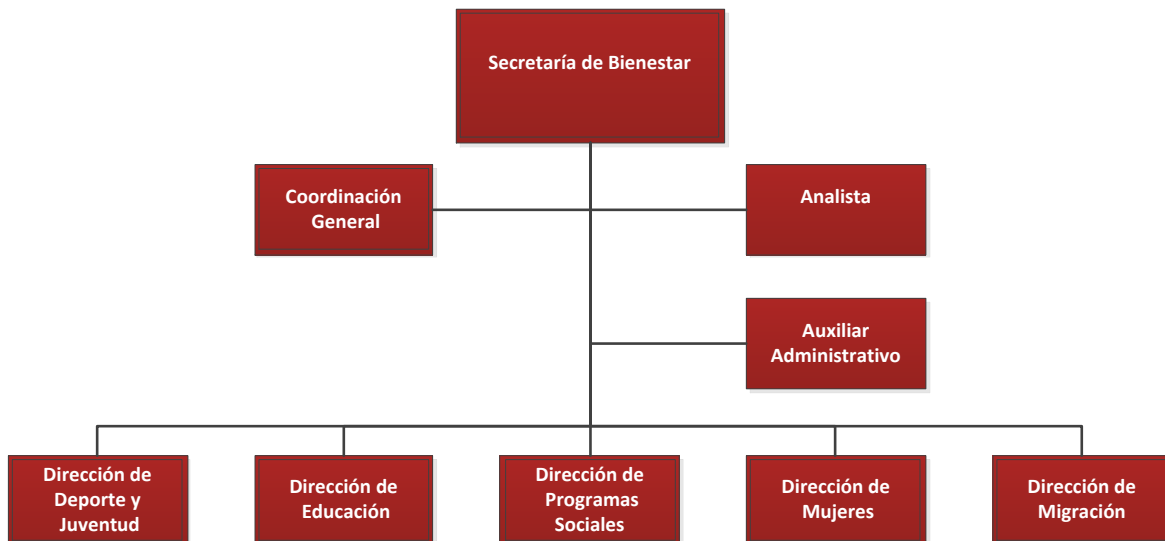 Secretaría de Bienestar
Coordinación
General
Analista
Auxiliar
Administrativo
Dirección de
Deporte y
Juventud
Dirección de
Educación
Dirección de
Programas
Sociales
Dirección de
Mujeres
Dirección de
Migración